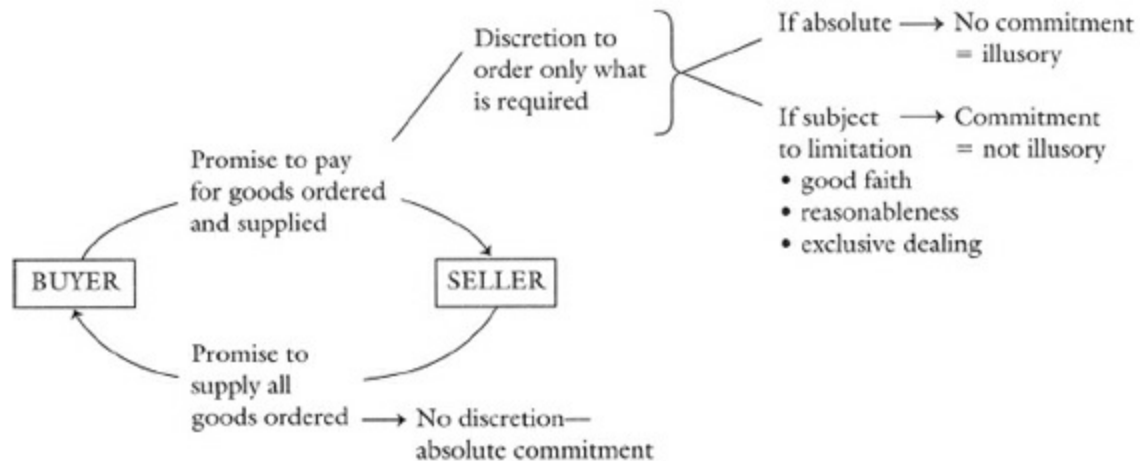 Discretion to
order only what
is required
If absolute → No commitment
= illusory
If subject → Commitment
to limitation = not illusory
• good faith
• reasonableness
• exclusive dealing
Promise to pay
for goods ordered
and supplied
BUYER
SELLER
Promise to
supply all
goods ordered → No discretion—
absolute commitment